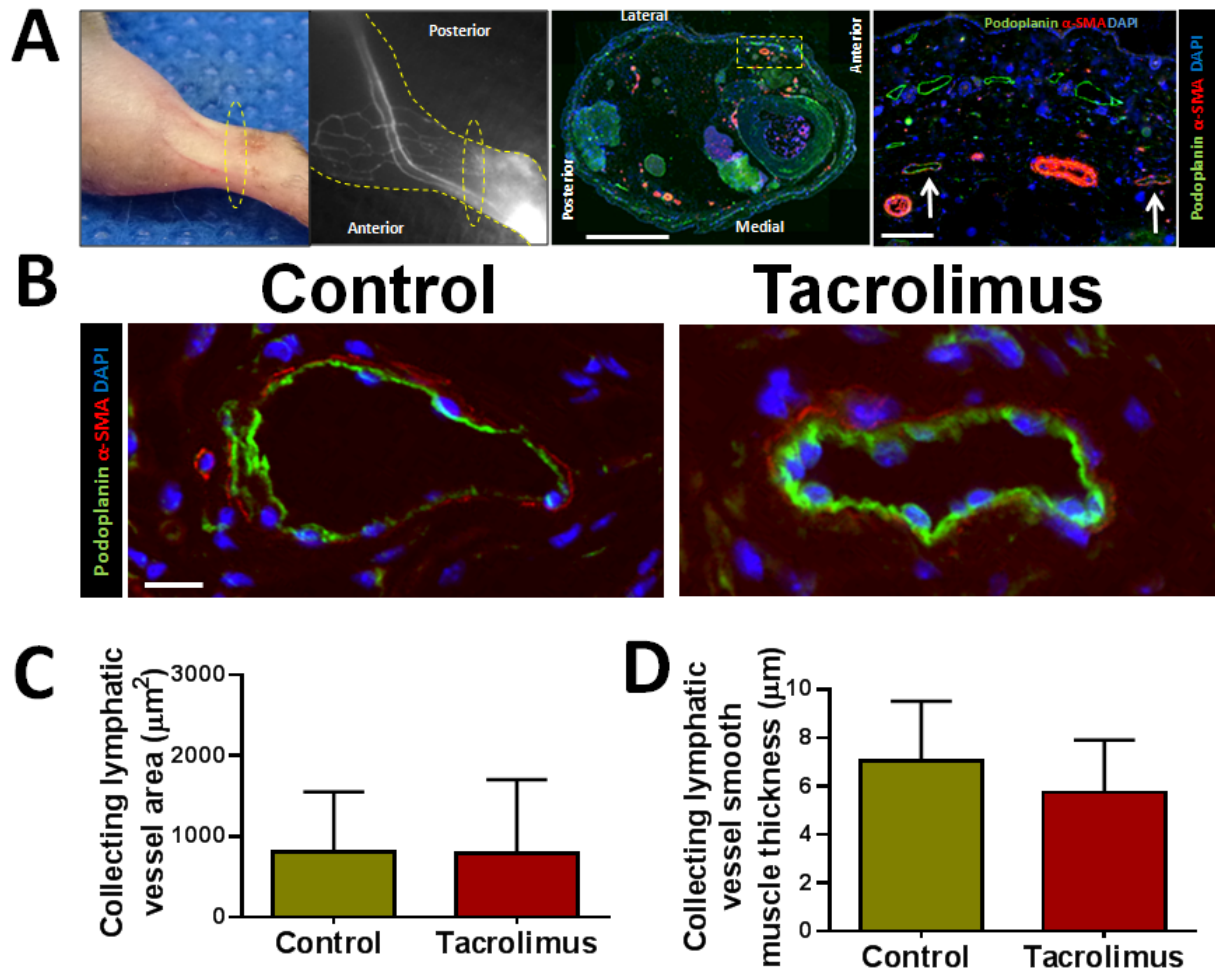 A
Posterior
Anterior
Lateral
Anterior
Posterior
Medial
Podoplanin α-SMA DAPI
Podoplanin α-SMA DAPI
B
Control
Tacrolimus
Podoplanin α-SMA DAPI
C
Collecting lymphatic
vessel area (μm²)
3000
2000
1000
0
Control
Tacrolimus
D
Collecting lymphatic
vessel smooth
muscle thickness (μm)
10
8
6
4
2
0
Control
Tacrolimus